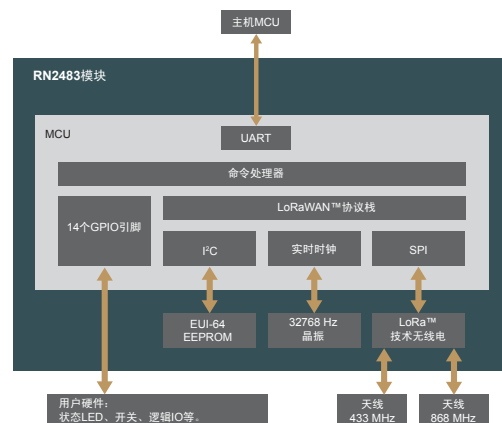 主机MCU
RN2483模块
MCU
UART
命令处理器
14个GPIO引脚
LoRaWAN™协议栈
I²C
实时时钟
SPI
EUI-64
EEPROM
32768 Hz
晶振
LoRa™
技术无线电
用户硬件：
状态LED、开关、逻辑IO等。
天线
433 MHz
天线
868 MHz